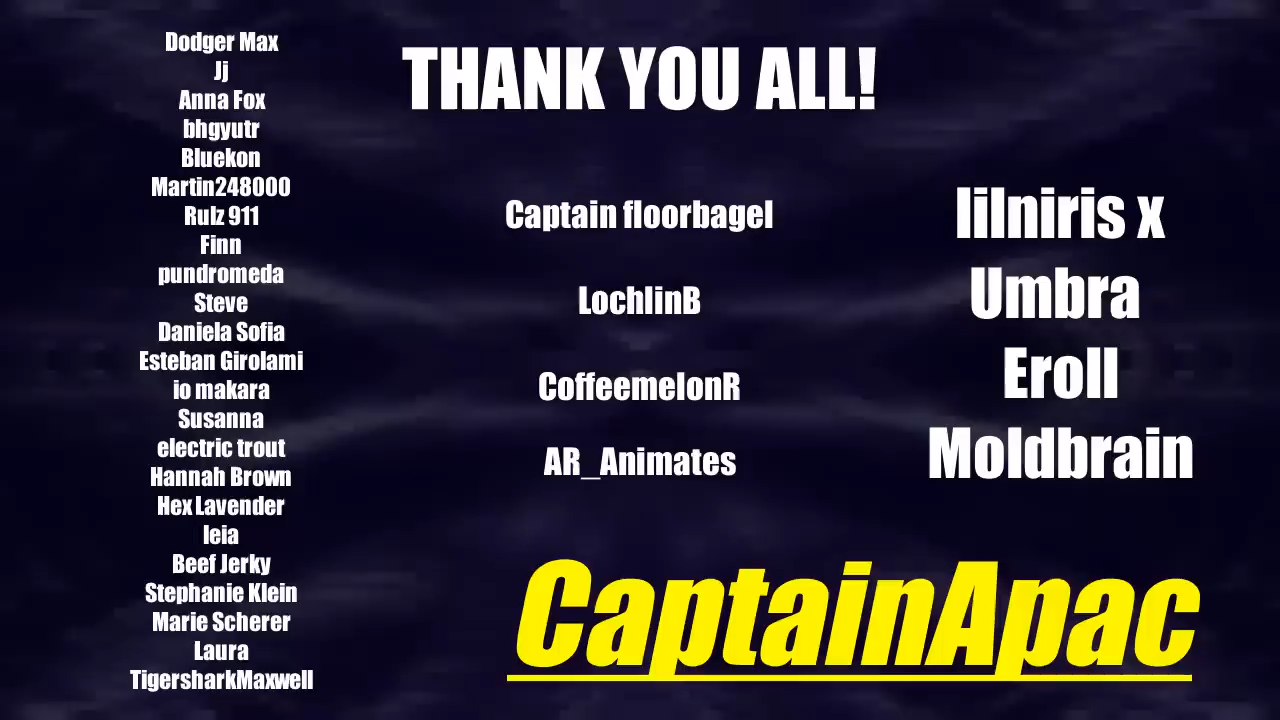 Dodger Max
Jj
Anna Fox
bhgyutr
Bluekon
Martin248000
Rulz 911
Finn
pundromeda
Steve
Daniela Sofia
Esteban Girolami
io makara
Susanna
electric trout
Hannah Brown
Hex Lavender
leia
Beef Jerky
Stephanie Klein
Marie Scherer
Laura
TigersharkMaxwell
THANK YOU ALL!
Captain floorbagel
LochlinB
CoffeemelonR
AR_Animates
lilniris x
Umbra
Eroll
Moldbrain
CaptainApac